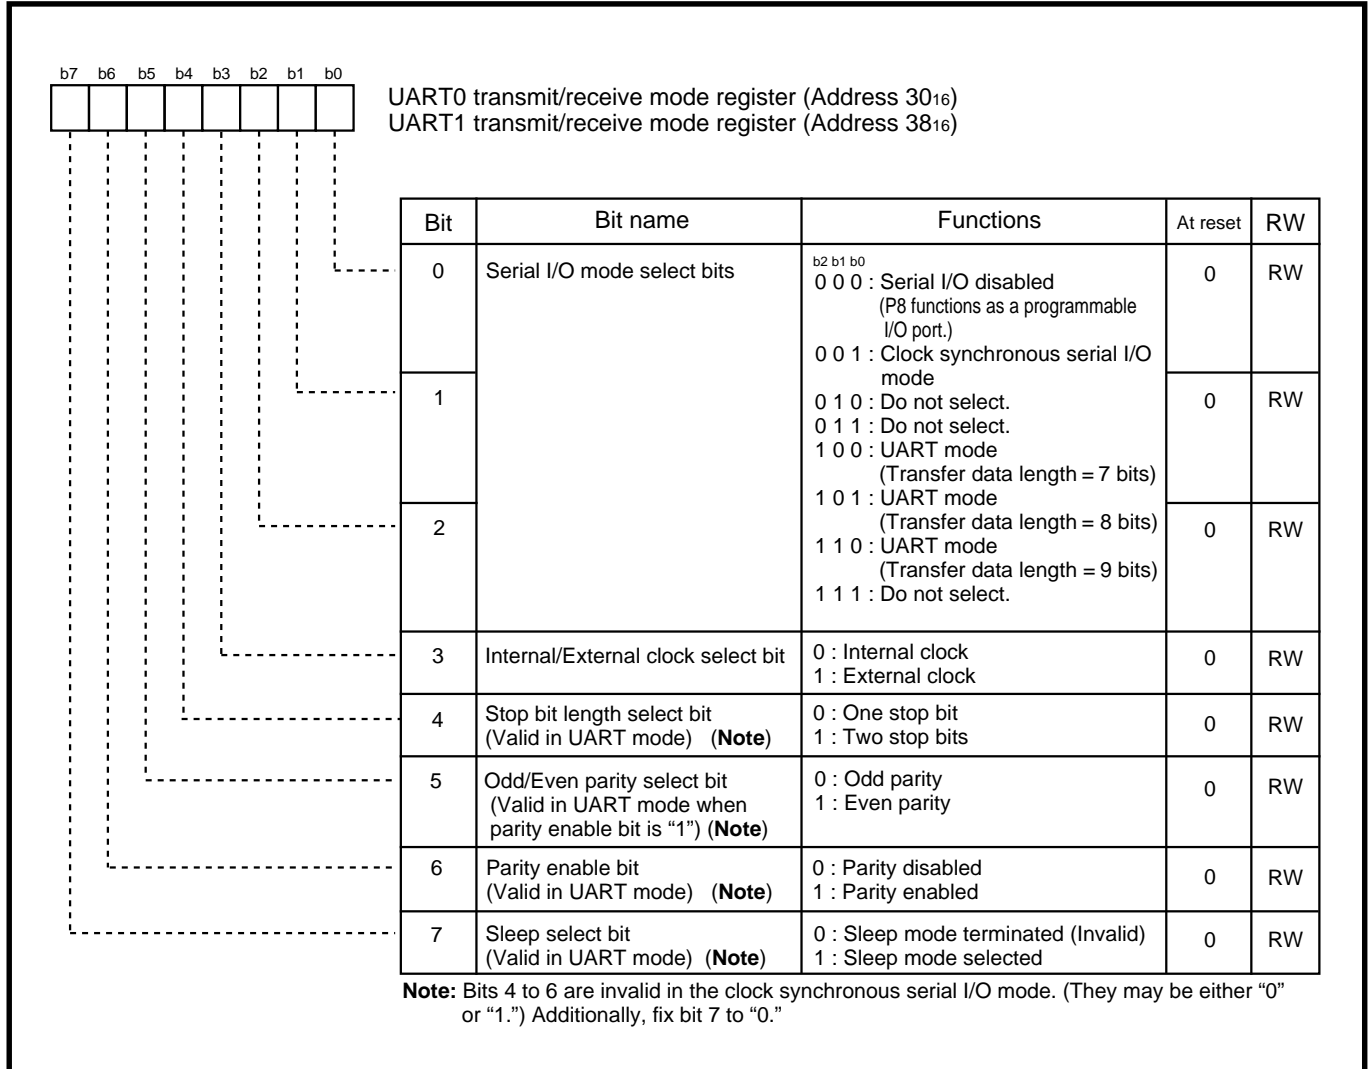 b7 b6 b5 b4 b3 b2 b1 b0
UART0 transmit/receive mode register (Address 3016)
UART1 transmit/receive mode register (Address 3816)
Bit Bit name Functions At reset RW
0 Serial I/O mode select bits b2 b1 b0 0 RW
0 0 0 : Serial I/O disabled
(P8 functions as a programmable
I/O port.)
0 0 1 : Clock synchronous serial I/O
mode
1 0 RW
0 1 0 : Do not select.
0 1 1 : Do not select.
1 0 0 : UART mode
(Transfer data length = 7 bits)
1 0 1 : UART mode
2 (Transfer data length = 8 bits) 0 RW
1 1 0 : UART mode
(Transfer data length = 9 bits)
1 1 1 : Do not select.
3 Internal/External clock select bit 0 : Internal clock 0 RW
1 : External clock
4 Stop bit length select bit 0 : One stop bit 0 RW
(Valid in UART mode) (Note) 1 : Two stop bits
5 Odd/Even parity select bit 0 : Odd parity 0 RW
(Valid in UART mode when 1 : Even parity
parity enable bit is “1”) (Note)
6 Parity enable bit 0 : Parity disabled 0 RW
(Valid in UART mode) (Note) 1 : Parity enabled
7 Sleep select bit 0 : Sleep mode terminated (Invalid) 0 RW
(Valid in UART mode) (Note) 1 : Sleep mode selected
Note: Bits 4 to 6 are invalid in the clock synchronous serial I/O mode. (They may be either “0”
or “1.”) Additionally, fix bit 7 to “0.”